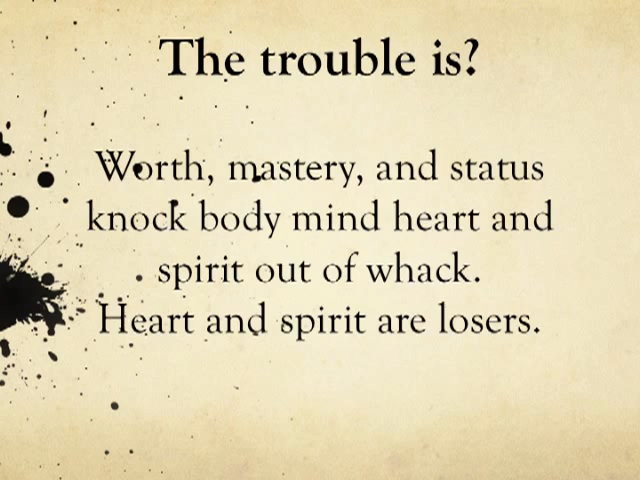 The trouble is?
Worth, mastery, and status
knock body mind heart and
spirit out of whack.
Heart and spirit are losers.